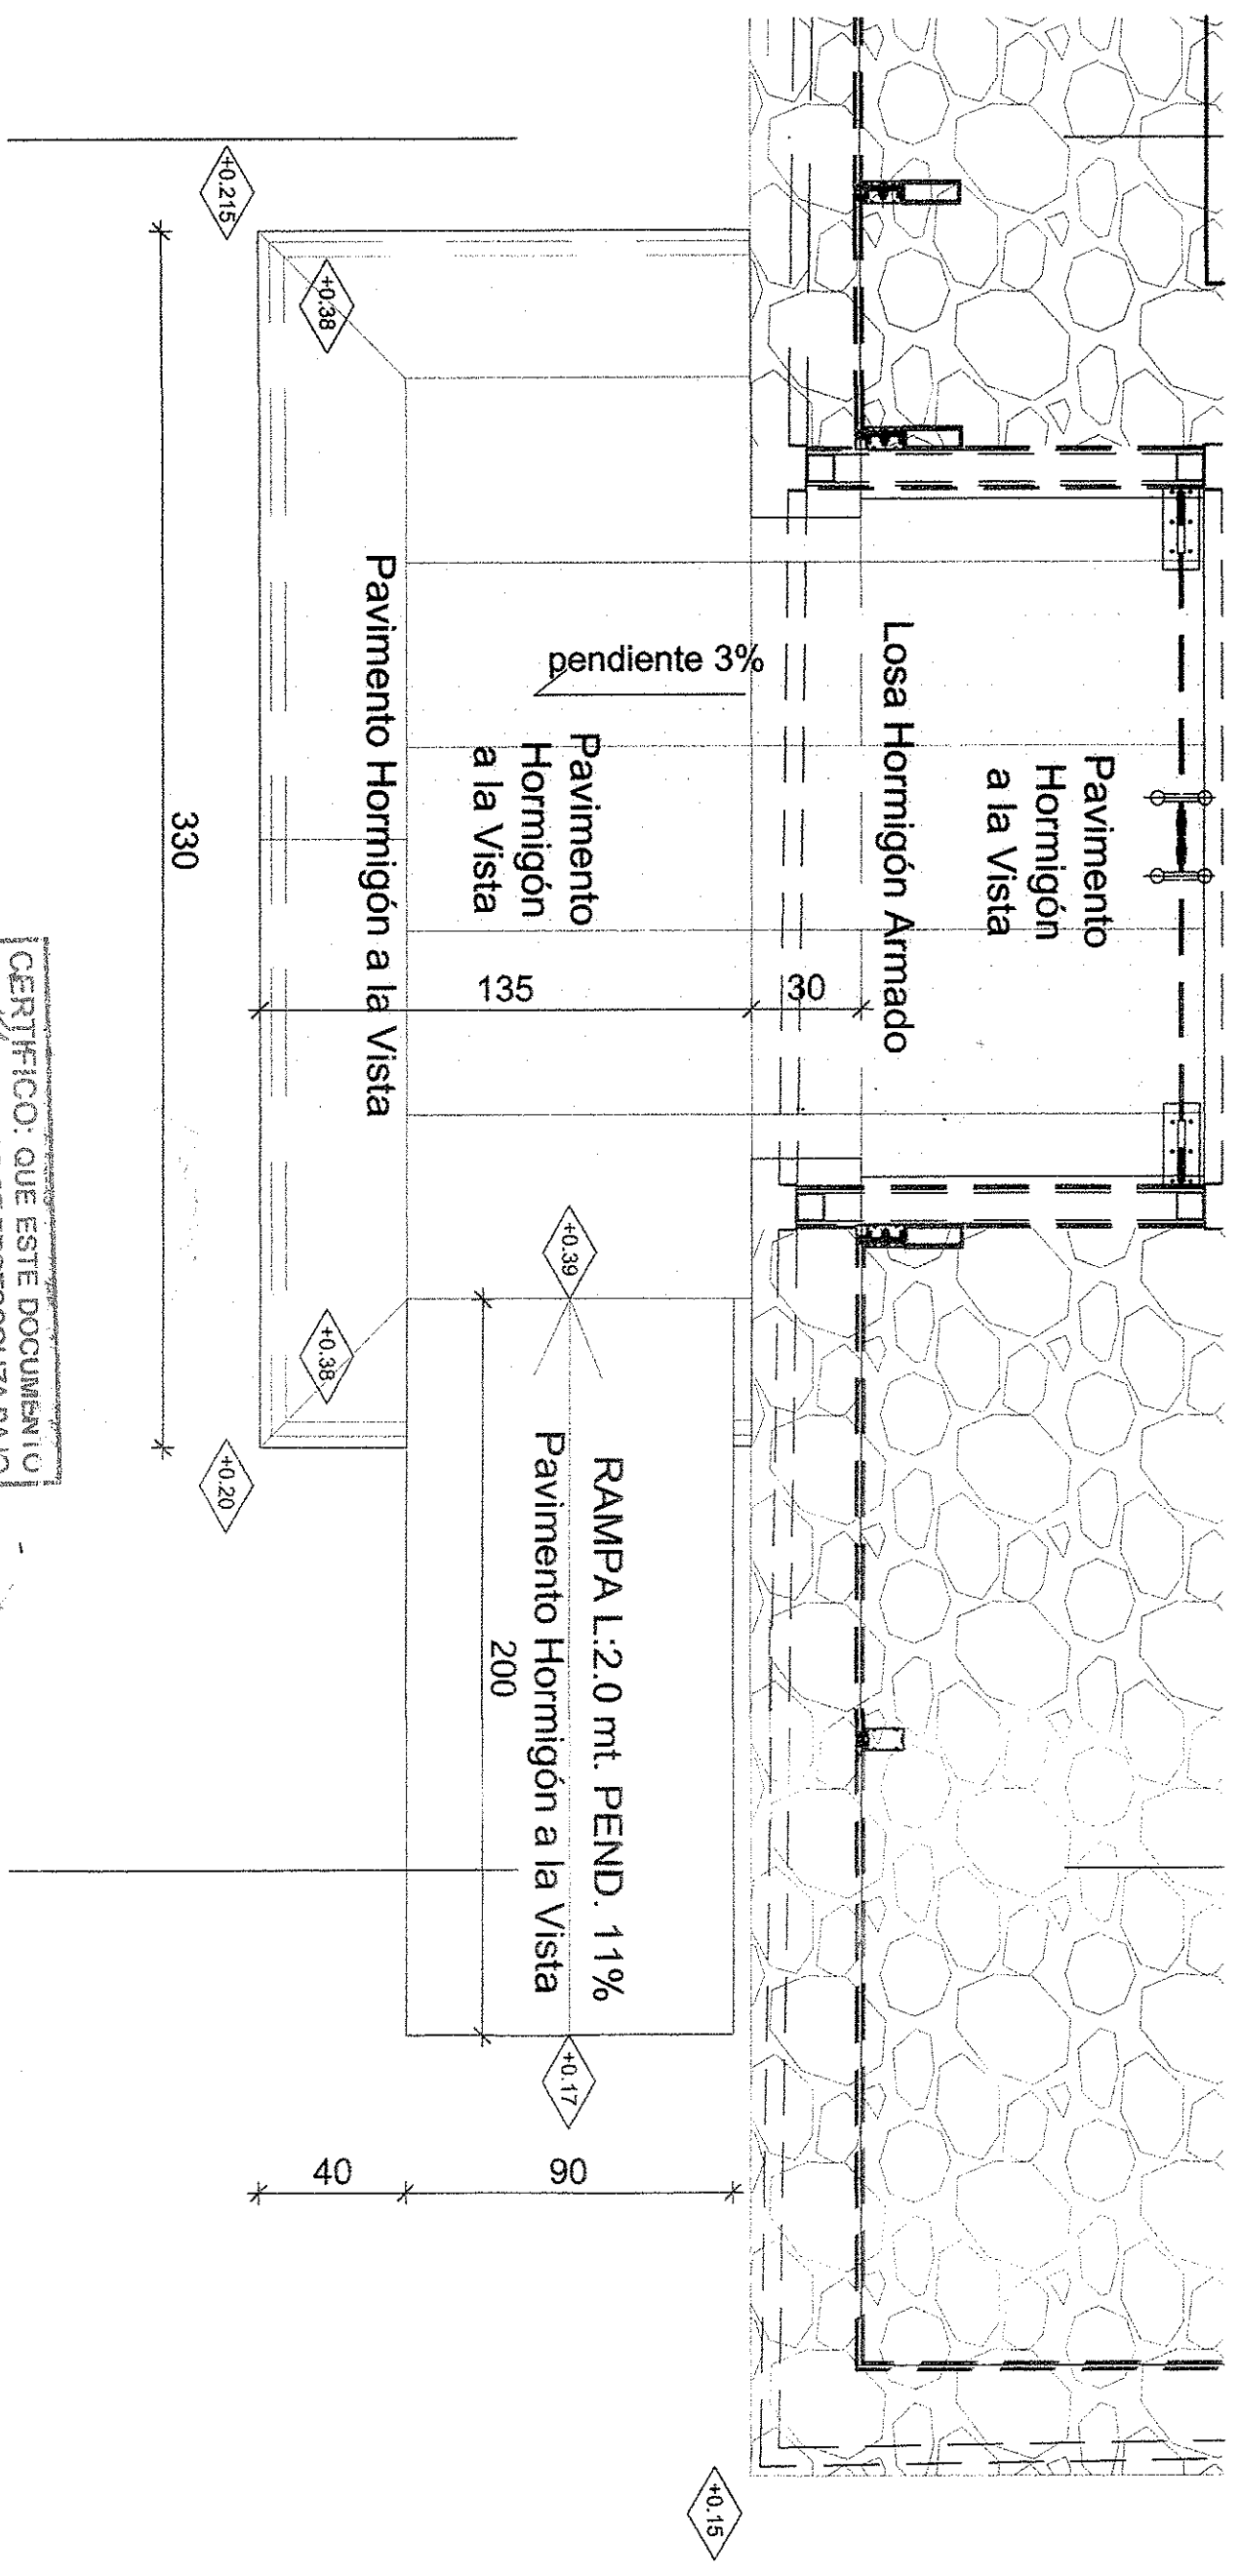 Pavimento
Hormigón
a la Vista
Losa Hormigón Armado
30
135
pendiente 3%
Pavimento
Hormigón
a la Vista
Pavimento Hormigón a la Vista
+0.215
+0.38
+0.39
+0.38
+0.20
330
RAMPA L:2.0 mt. PEND. 11%
Pavimento Hormigón a la Vista
200
+0.17
90
40
+0.15
CERTIFICO: QUE ESTE DOCUMENTO